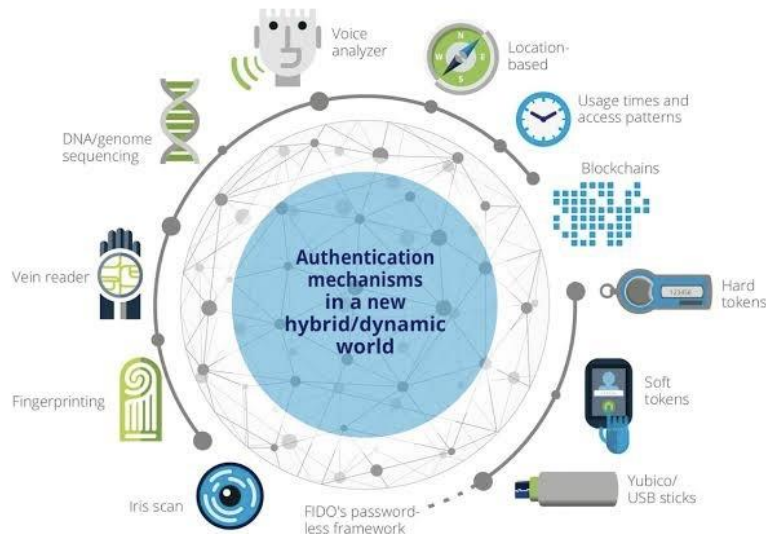 Voice
analyzer
Location-
based
Usage times and
access patterns
DNA/genome
sequencing
Blockchains
Authentication
mechanisms
in a new
hybrid/dynamic
world
Vein reader
Hard
tokens
123456
Fingerprinting
Soft
tokens
Iris scan
FIDO's password-
less framework
Yubico/
USB sticks
N
W
E
S